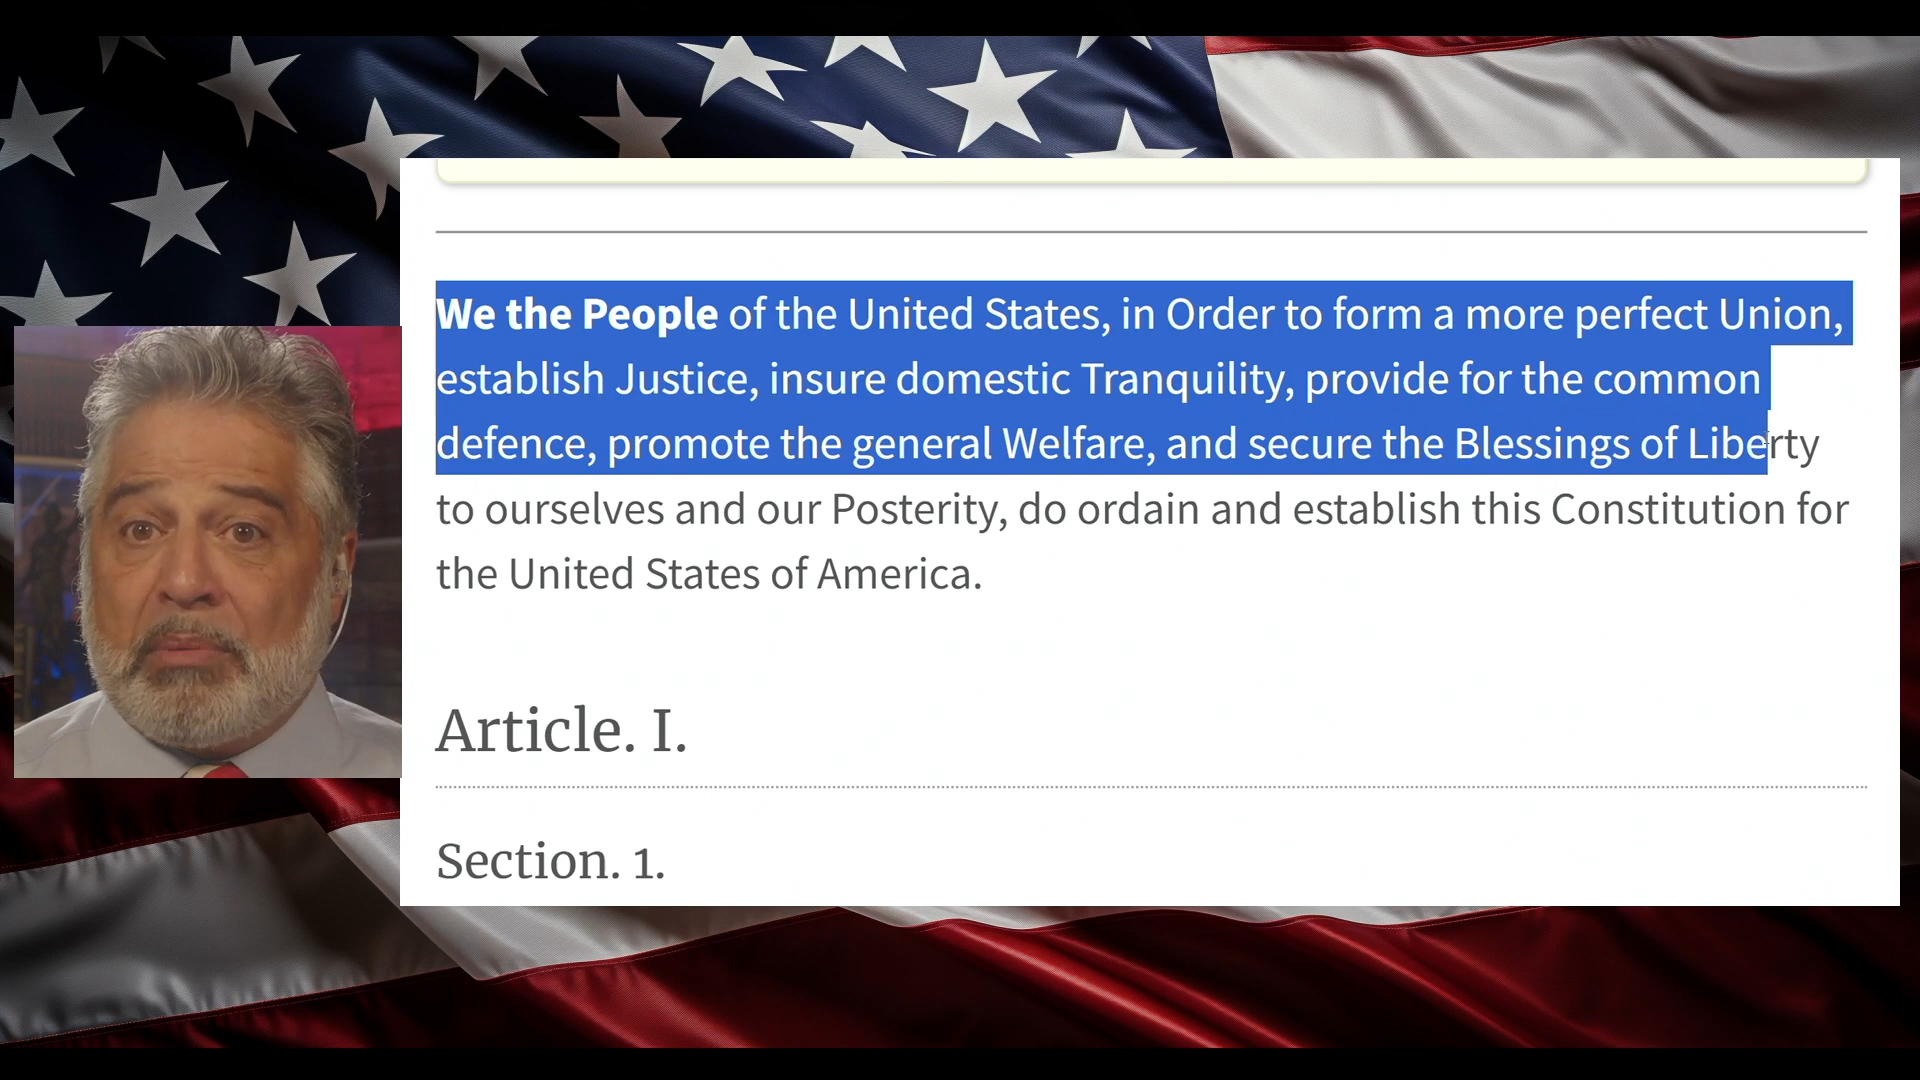 We the People of the United States, in Order to form a more perfect Union,
establish Justice, insure domestic Tranquility, provide for the common
defence, promote the general Welfare, and secure the Blessings of Liberty
to ourselves and our Posterity, do ordain and establish this Constitution for
the United States of America.
Article. I.
Section. 1.